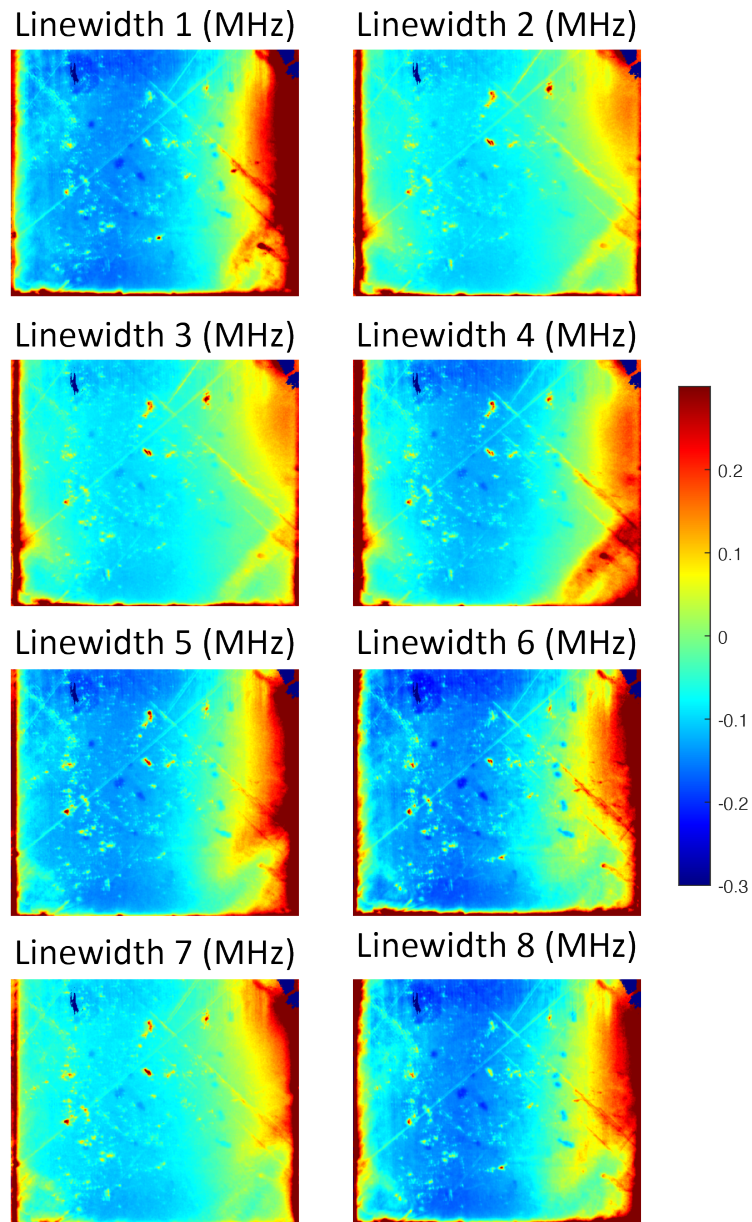 Linewidth 1 (MHz)
Linewidth 2 (MHz)
Linewidth 3 (MHz)
Linewidth 4 (MHz)
0.2
0.1
0
-0.1
-0.2
-0.3
Linewidth 5 (MHz)
Linewidth 6 (MHz)
Linewidth 7 (MHz)
Linewidth 8 (MHz)